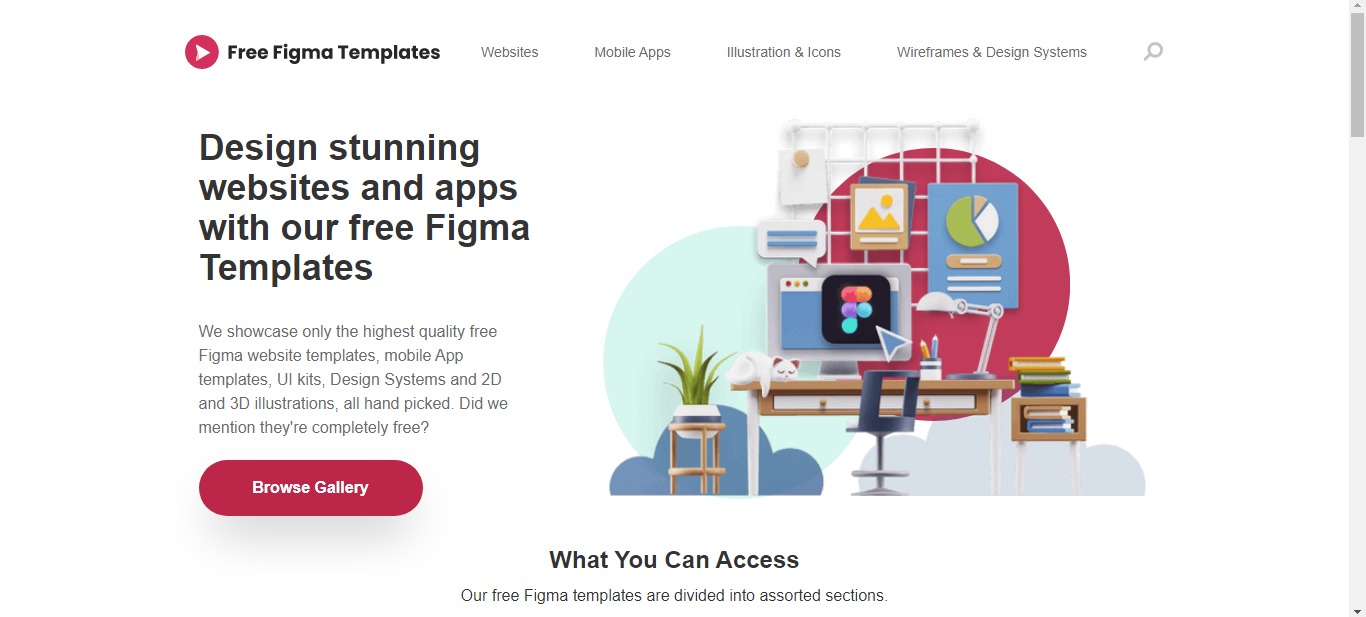 Free Figma Templates
Websites
Mobile Apps
Illustration & Icons
Wireframes & Design Systems
Design stunning
websites and apps
with our free Figma
Templates
We showcase only the highest quality free
Figma website templates, mobile App
templates, UI kits, Design Systems and 2D
and 3D illustrations, all hand picked. Did we
mention they're completely free?
Browse Gallery
What You Can Access
Our free Figma templates are divided into assorted sections.